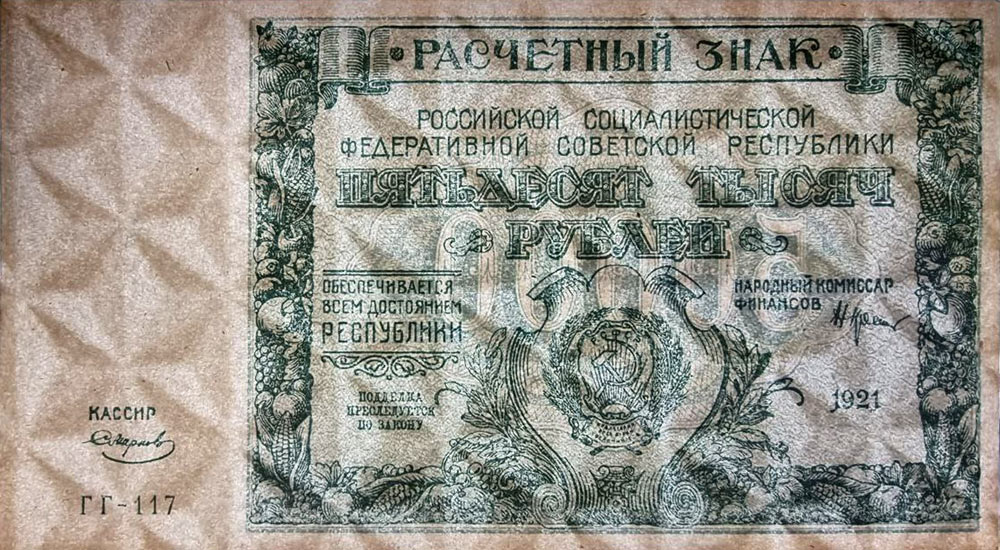 РАСЧЕТНЫЙ ЗНАК
РОССИЙСКОЙ СОЦИАЛИСТИЧЕСКОЙ
ФЕДЕРАТИВНОЙ СОВЕТСКОЙ РЕСПУБЛИКИ
ПЯТЬДЕСЯТ ТЫСЯЧ
РУБЛЕЙ
ОБЕСПЕЧИВАЕТСЯ
ВСЕМ ДОСТОЯНИЕМ
РЕСПУБЛИКИ
НАРОДНЫЙ КОМИССАР
ФИНАНСОВ
ПОДДЕЛКА
ПРЕСЛЕДУЕТСЯ
ПО ЗАКОНУ
1921
КАССИР
ГГ-117